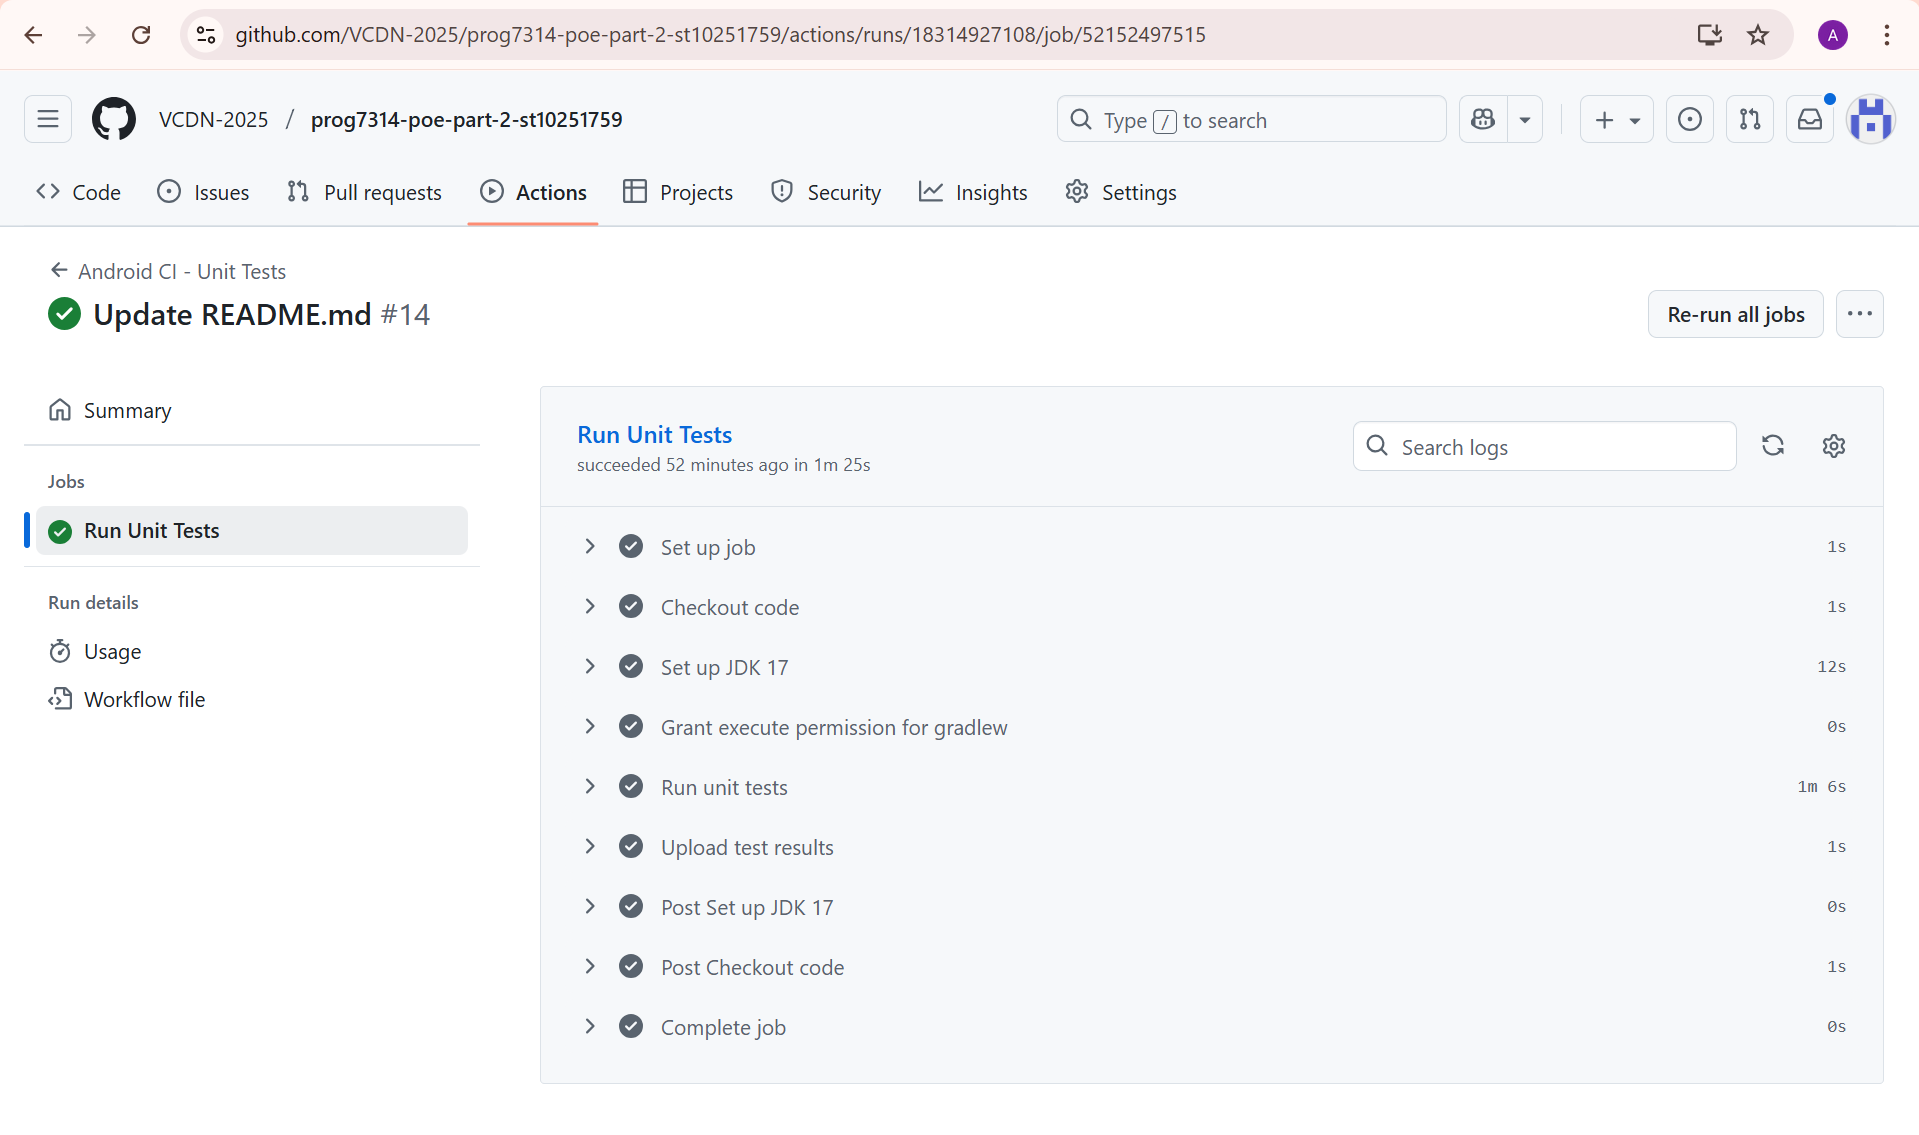 github.com/VCDN-2025/prog7314-poe-part-2-st10251759/actions/runs/18314927108/job/52152497515
A
VCDN-2025 / prog7314-poe-part-2-st10251759
Type / to search
Code Issues Pull requests Actions Projects Security Insights Settings
Android CI - Unit Tests
Update README.md #14
Re-run all jobs
Summary
Jobs
Run Unit Tests
Run details
Usage
Workflow file
Run Unit Tests
succeeded 52 minutes ago in 1m 25s
Search logs
Set up job 1s
Checkout code 1s
Set up JDK 17 12s
Grant execute permission for gradlew 0s
Run unit tests 1m 6s
Upload test results 1s
Post Set up JDK 17 0s
Post Checkout code 1s
Complete job 0s